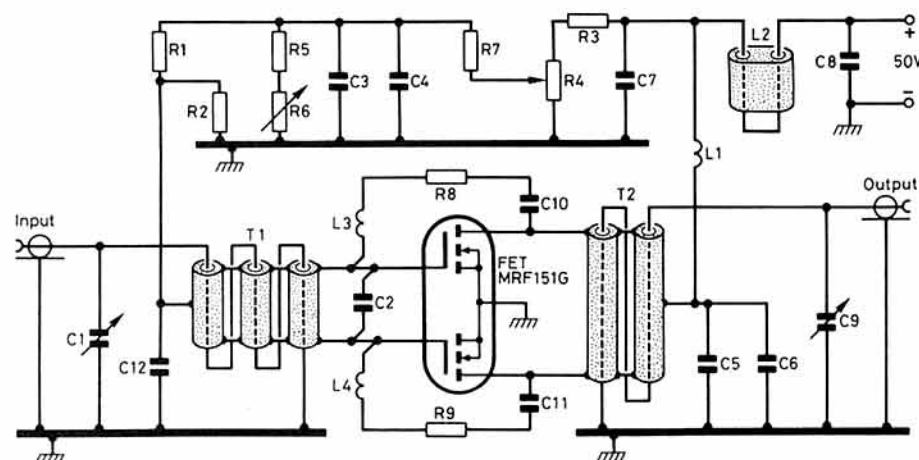 R1
R5
C3
C4
R7
R3
R4
C7
L2
C8
+
50V
−
R2
R6
L1
R8
C10
L3
T2
Output
Input
T1
FET
MRF151G
C2
C1
C12
L4
R9
C11
C5
C6
C9